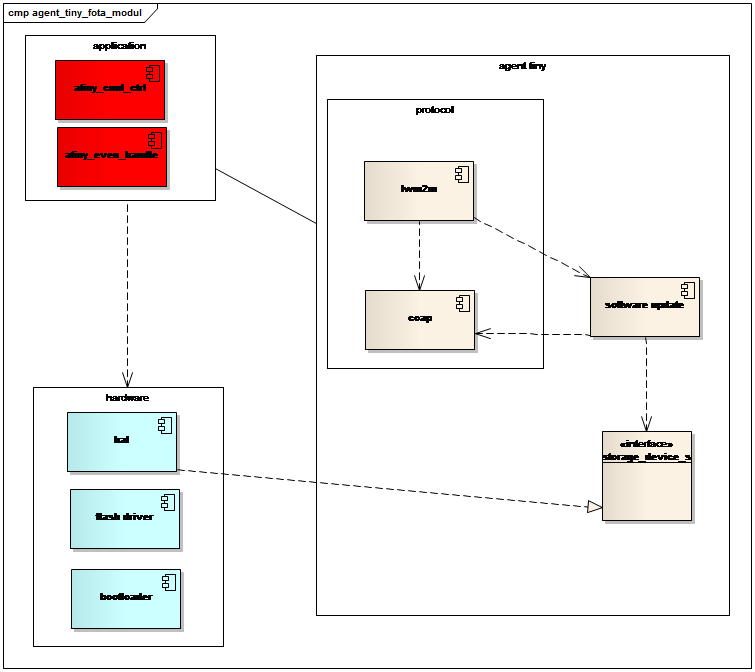 cmp agent_tiny_fota_modul
application
atiny_cmd_ctrl
atiny_even_handle
agent tiny
protocol
lwm2m
coap
software update
«interface»
storage_device_s
hardware
hal
flash driver
bootloader